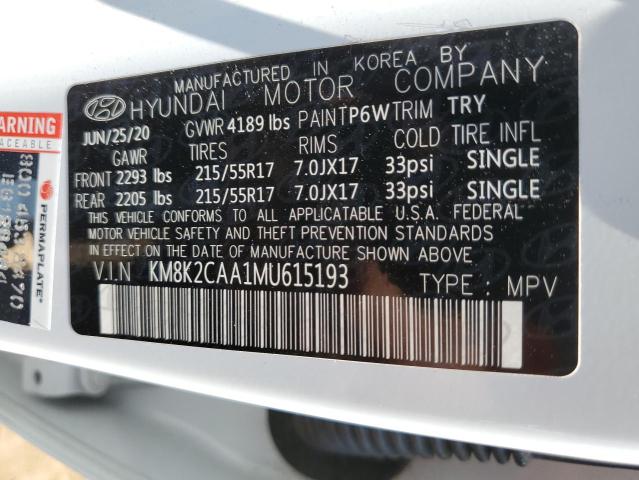 MANUFACTURED IN KOREA BY
HYUNDAI MOTOR COMPANY
JUN/25/20 GVWR 4189 lbs PAINT P6W TRIM TRY
GAWR TIRES RIMS COLD TIRE INFL
FRONT 2293 lbs 215/55R17 7.0JX17 33psi SINGLE
REAR 2205 lbs 215/55R17 7.0JX17 33psi SINGLE
THIS VEHICLE CONFORMS TO ALL APPLICABLE U.S.A. FEDERAL
MOTOR VEHICLE SAFETY AND THEFT PREVENTION STANDARDS
IN EFFECT ON THE DATE OF MANUFACTURE SHOWN ABOVE.
V.I.N KM8K2CAA1MU615193 TYPE : MPV
WARNING
PERMAPLATE